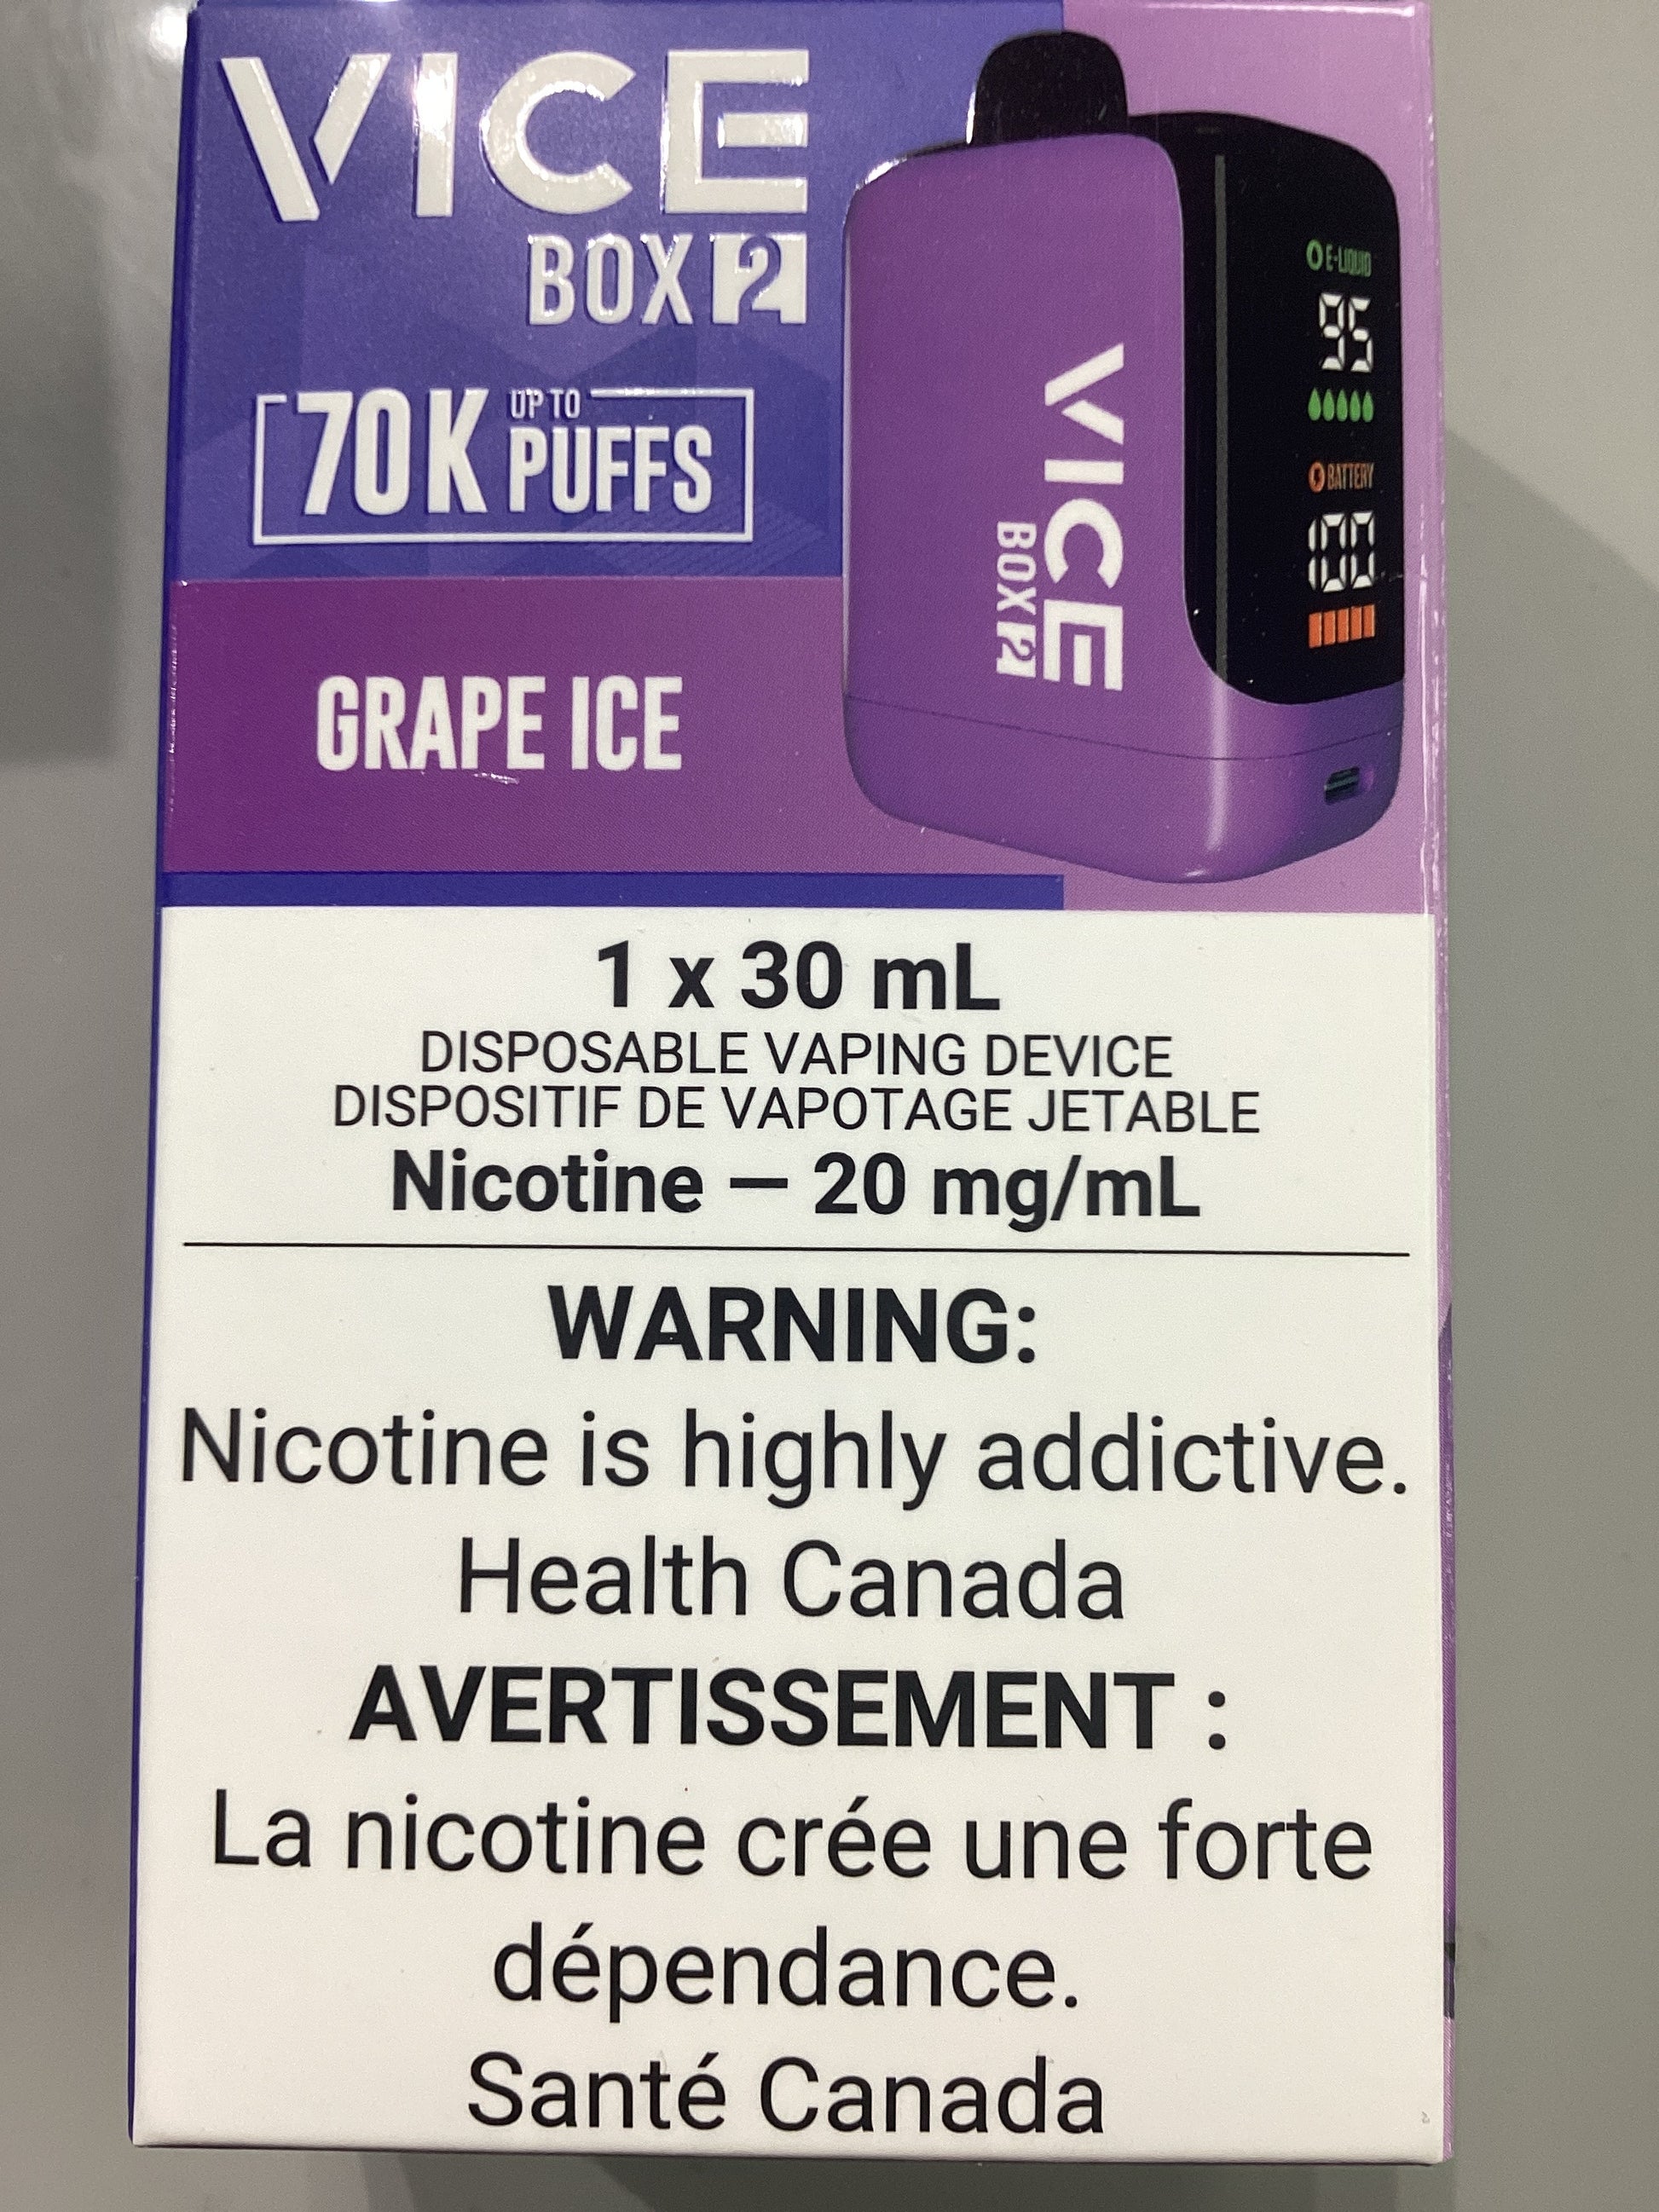 VICE
BOX 2
70K UP TO PUFFS
GRAPE ICE
E-LIQUID
95
BATTERY
100
VICE
BOX 2
1 x 30 mL
DISPOSABLE VAPING DEVICE
DISPOSITIF DE VAPOTAGE JETABLE
Nicotine — 20 mg/mL
WARNING:
Nicotine is highly addictive.
Health Canada
AVERTISSEMENT :
La nicotine crée une forte
dépendance.
Santé Canada